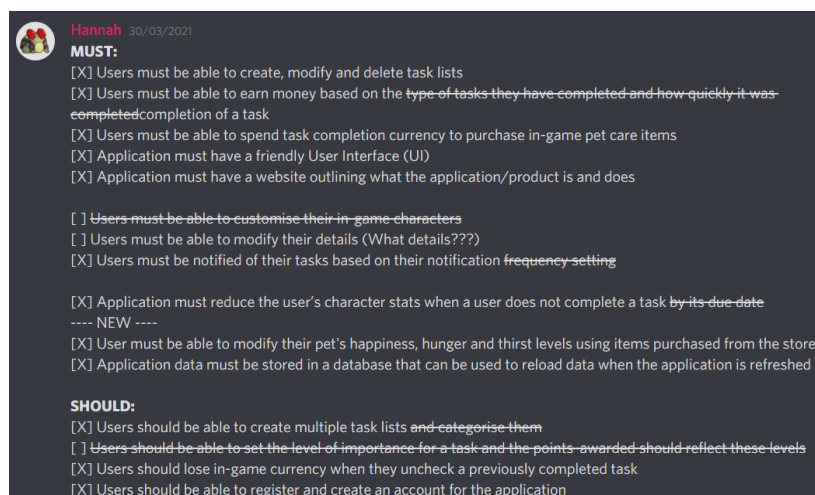 Hannah 30/03/2021
MUST:
[X] Users must be able to create, modify and delete task lists
[X] Users must be able to earn money based on the type of tasks they have completed and how quickly it was
completedcompletion of a task
[X] Users must be able to spend task completion currency to purchase in-game pet care items
[X] Application must have a friendly User Interface (UI)
[X] Application must have a website outlining what the application/product is and does
[ ] Users must be able to customise their in-game characters
[ ] Users must be able to modify their details (What details???)
[X] Users must be notified of their tasks based on their notification frequency setting
[X] Application must reduce the user's character stats when a user does not complete a task by its due date
---- NEW ----
[X] User must be able to modify their pet's happiness, hunger and thirst levels using items purchased from the store
[X] Application data must be stored in a database that can be used to reload data when the application is refreshed
SHOULD:
[X] Users should be able to create multiple task lists and categorise them
[ ] Users should be able to set the level of importance for a task and the points-awarded should reflect these levels
[X] Users should lose in-game currency when they uncheck a previously completed task
[X] Users should be able to register and create an account for the application